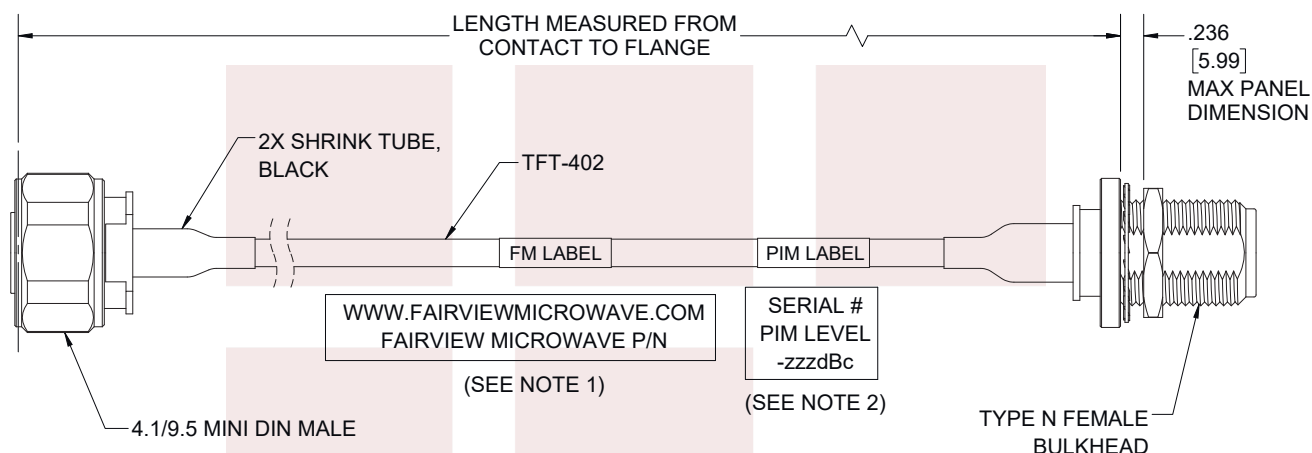 LENGTH MEASURED FROM
CONTACT TO FLANGE
.236
[5.99]
MAX PANEL
DIMENSION
2X SHRINK TUBE,
BLACK
TFT-402
FM LABEL
PIM LABEL
WWW.FAIRVIEWMICROWAVE.COM
FAIRVIEW MICROWAVE P/N
(SEE NOTE 1)
SERIAL #
PIM LEVEL
-zzzdBc
(SEE NOTE 2)
4.1/9.5 MINI DIN MALE
TYPE N FEMALE
BULKHEAD